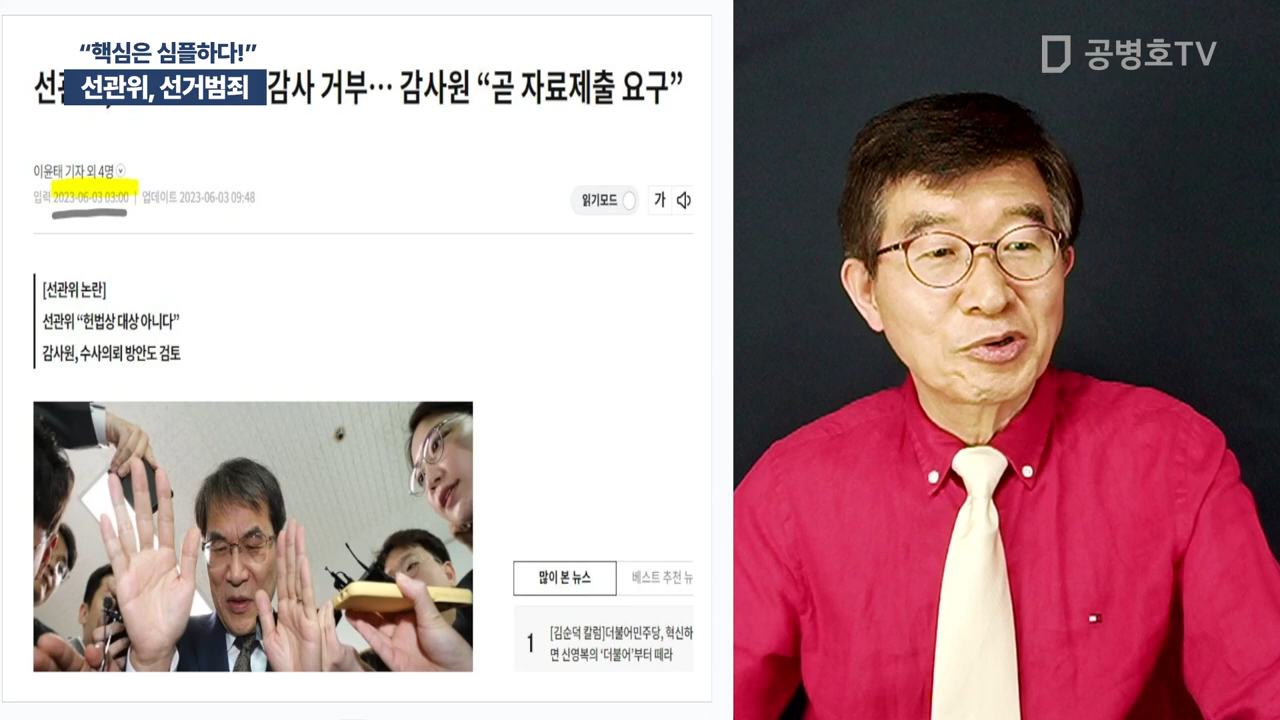 “핵심은 심플하다!”
선관위, 선거범죄
선 감사 거부… 감사원 “곧 자료제출 요구”
이윤태 기자 외 4명
입력 2023-06-03 03:00 | 업데이트 2023-06-03 09:48
읽기모드 가
[선관위 논란]
선관위 “헌법상 대상 아니다”
감사원, 수사의뢰 방안도 검토
많이 본 뉴스 베스트 추천 뉴
1 [김순덕 칼럼]더불어민주당, 혁신하
면 신영복의 ‘더불어’부터 떼라
공병호TV